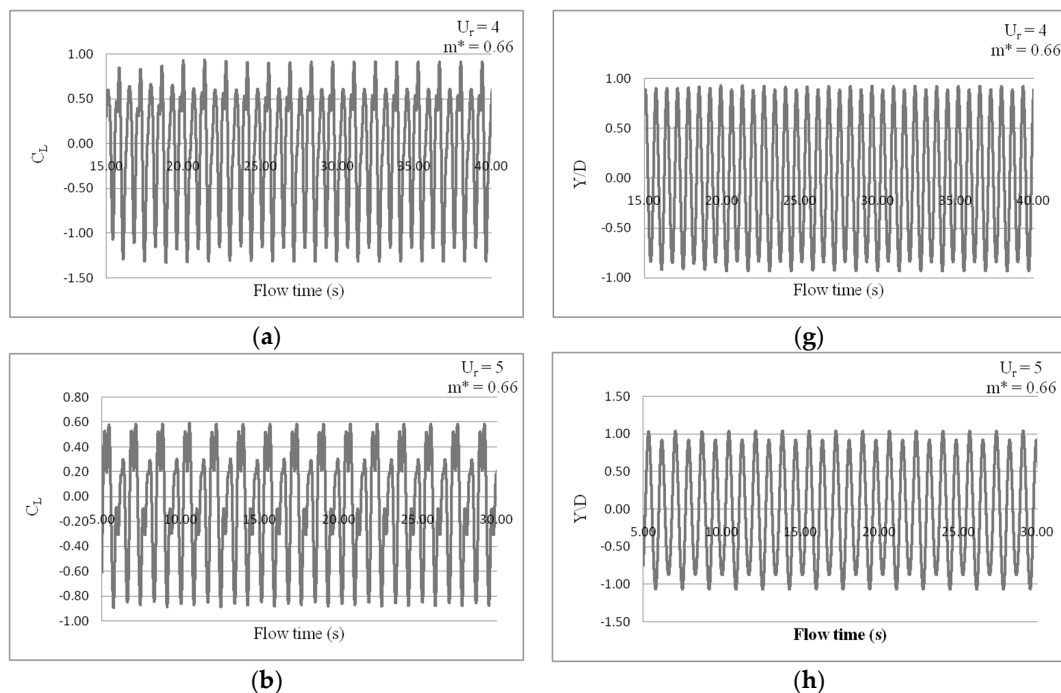 U_r = 4
m* = 0.66
1.00
0.50
0.00
-0.50
-1.00
-1.50
15.00 20.00 25.00 30.00 35.00 40.00
C_L
Flow time (s)
(a)
U_r = 4
m* = 0.66
1.00
0.50
0.00
-0.50
-1.00
15.00 20.00 25.00 30.00 35.00 40.00
Y/D
Flow time (s)
(g)
U_r = 5
m* = 0.66
0.80
0.60
0.40
0.20
0.00
-0.20
-0.40
-0.60
-0.80
-1.00
5.00 10.00 15.00 20.00 25.00 30.00
C_L
Flow time (s)
(b)
U_r = 5
m* = 0.66
1.50
1.00
0.50
0.00
-0.50
-1.00
-1.50
5.00 10.00 15.00 20.00 25.00 30.00
Y\D
Flow time (s)
(h)